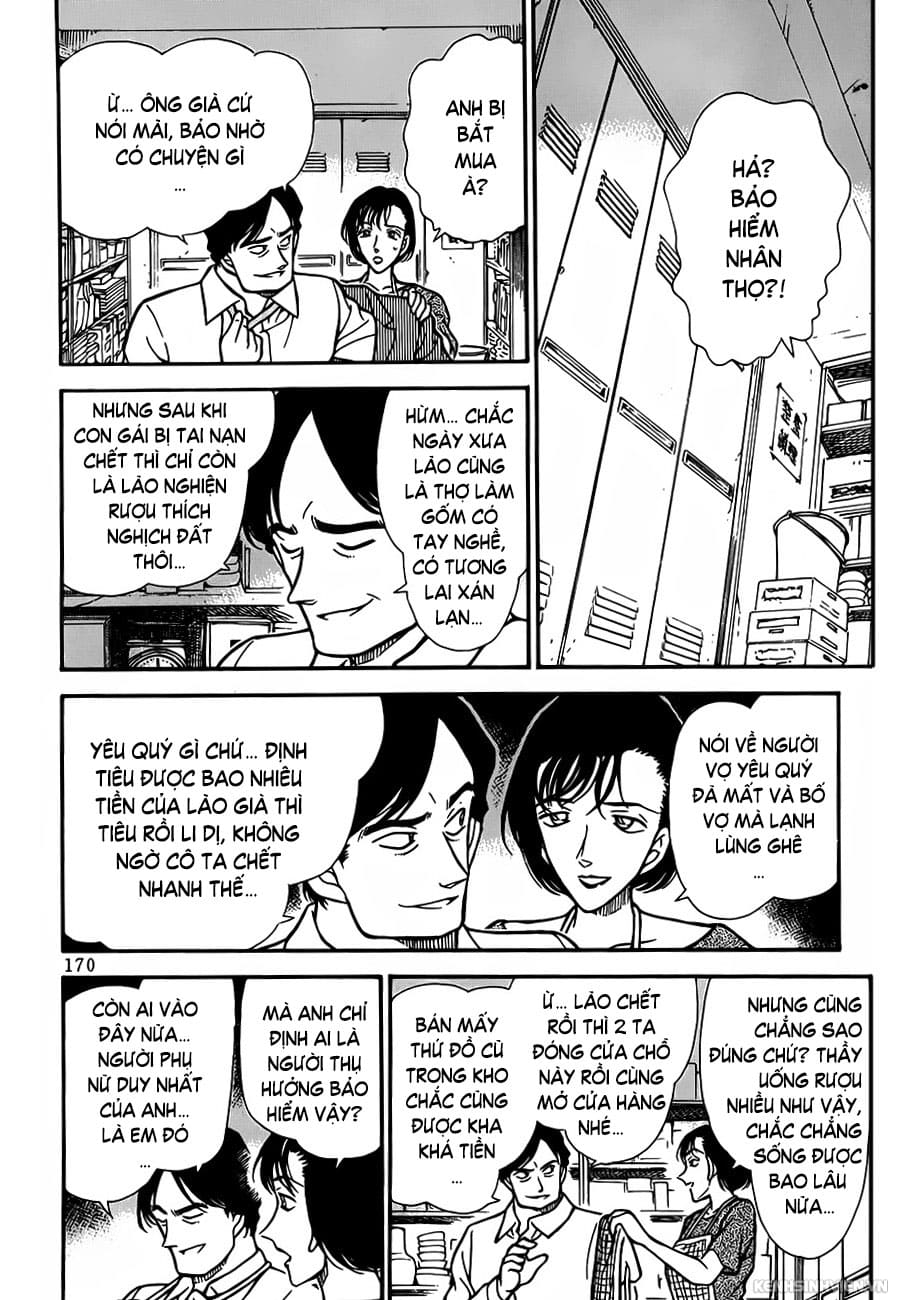 HẢ?
BẢO
HIỂM
NHÂN
THỌ?!
ANH BỊ
BẮT
MUA
À?
Ừ... ÔNG GIÀ CỨ
NÓI MÃI, BẢO NHỠ
CÓ CHUYỆN GÌ
...
HỪM... CHẮC
NGÀY XƯA
LÃO CŨNG
LÀ THỢ LÀM
GỐM CÓ
TAY NGHỀ,
CÓ TƯƠNG
LAI XÁN
LẠN...
NHƯNG SAU KHI
CON GÁI BỊ TAI NẠN
CHẾT THÌ CHỈ CÒN
LÀ LÃO NGHIỆN
RƯỢU THÍCH
NGHỊCH ĐẤT
THÔI...
NÓI VỀ NGƯỜI
VỢ YÊU QUÝ
ĐÃ MẤT VÀ BỐ
VỢ MÀ LẠNH
LÙNG GHÊ
...
YÊU QUÝ GÌ CHỨ... ĐỊNH
TIÊU ĐƯỢC BAO NHIÊU
TIỀN CỦA LÃO GIÀ THÌ
TIÊU RỒI LI DỊ, KHÔNG
NGỜ CÔ TA CHẾT
NHANH THẾ...
170
NHƯNG CŨNG
CHẲNG SAO
ĐÚNG CHỨ? THẦY
UỐNG RƯỢU
NHIỀU NHƯ VẬY,
CHẮC CHẲNG
SỐNG ĐƯỢC
BAO LÂU
NỮA...
Ừ... LÃO CHẾT
RỒI THÌ 2 TA
ĐÓNG CỬA CHỖ
NÀY RỒI CÙNG
MỞ CỬA HÀNG
NHÉ...
BÁN MẤY
THỨ ĐỒ CŨ
TRONG KHO
CHẮC CŨNG
ĐƯỢC KHA
KHÁ TIỀN
MÀ ANH CHỈ
ĐỊNH AI LÀ
NGƯỜI THỤ
HƯỞNG BẢO
HIỂM VẬY?
CÒN AI VÀO
ĐÂY NỮA...
NGƯỜI PHỤ
NỮ DUY NHẤT
CỦA ANH...
LÀ EM ĐÓ
...
KENHSINHVIEN.VN